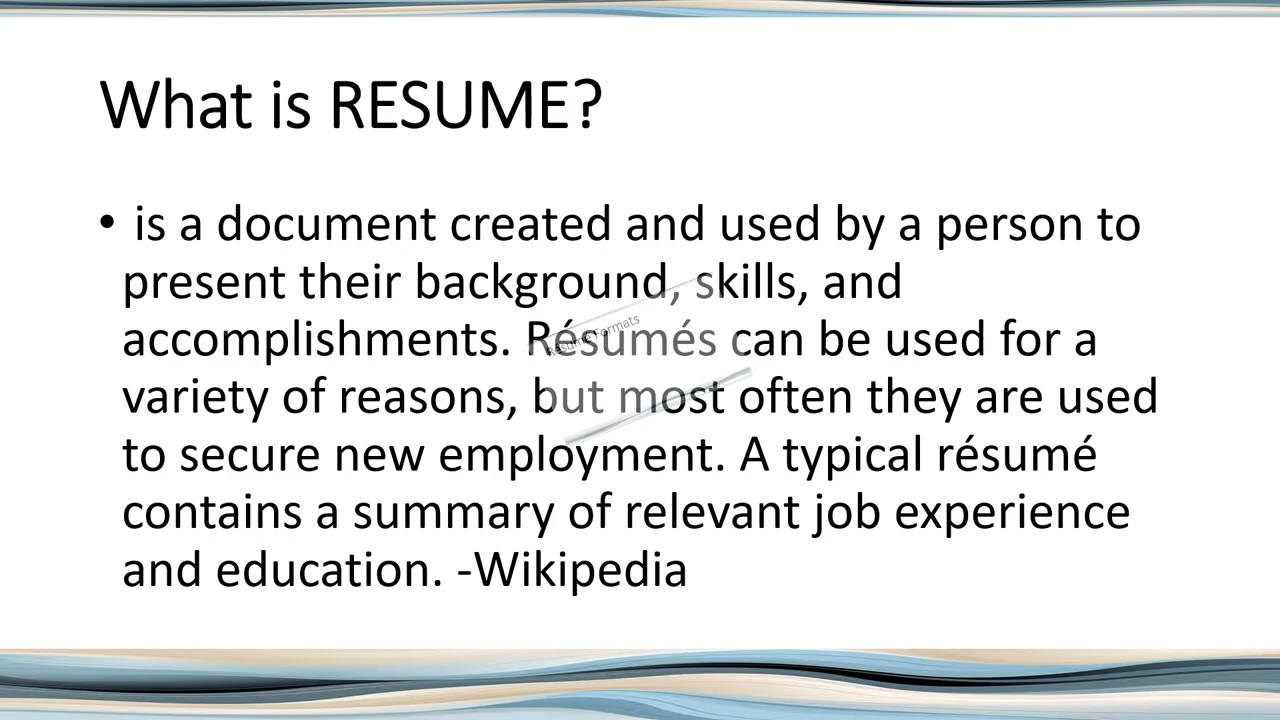 What is RESUME?
• is a document created and used by a person to
present their background, skills, and
accomplishments. Résumés can be used for a
variety of reasons, but most often they are used
to secure new employment. A typical résumé
contains a summary of relevant job experience
and education. -Wikipedia
Resume Formats